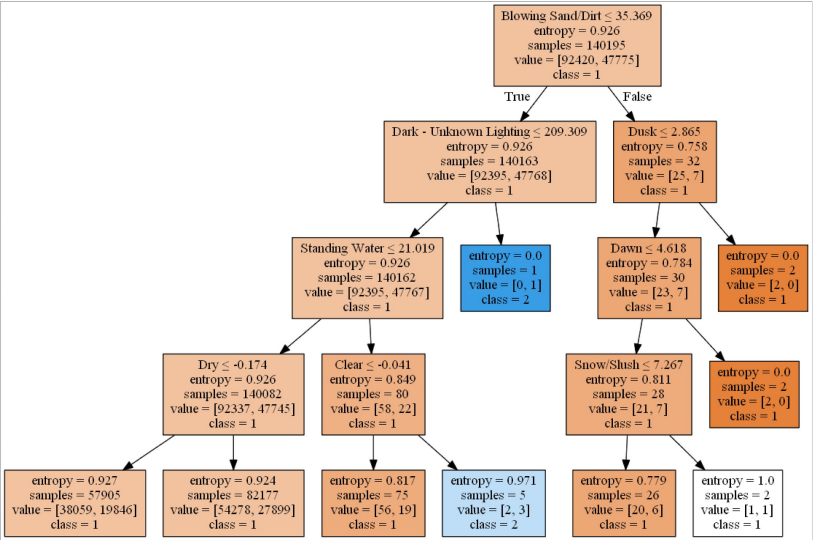 Blowing Sand/Dirt ≤ 35.369
entropy = 0.926
samples = 140195
value = [92420, 47775]
class = 1
True
False
Dark - Unknown Lighting ≤ 209.309
entropy = 0.926
samples = 140163
value = [92395, 47768]
class = 1
Dusk ≤ 2.865
entropy = 0.758
samples = 32
value = [25, 7]
class = 1
Standing Water ≤ 21.019
entropy = 0.926
samples = 140162
value = [92395, 47767]
class = 1
entropy = 0.0
samples = 1
value = [0, 1]
class = 2
Dawn ≤ 4.618
entropy = 0.784
samples = 30
value = [23, 7]
class = 1
entropy = 0.0
samples = 2
value = [2, 0]
class = 1
Dry ≤ -0.174
entropy = 0.926
samples = 140082
value = [92337, 47745]
class = 1
Clear ≤ -0.041
entropy = 0.849
samples = 80
value = [58, 22]
class = 1
Snow/Slush ≤ 7.267
entropy = 0.811
samples = 28
value = [21, 7]
class = 1
entropy = 0.0
samples = 2
value = [2, 0]
class = 1
entropy = 0.927
samples = 57905
value = [38059, 19846]
class = 1
entropy = 0.924
samples = 82177
value = [54278, 27899]
class = 1
entropy = 0.817
samples = 75
value = [56, 19]
class = 1
entropy = 0.971
samples = 5
value = [2, 3]
class = 2
entropy = 0.779
samples = 26
value = [20, 6]
class = 1
entropy = 1.0
samples = 2
value = [1, 1]
class = 1